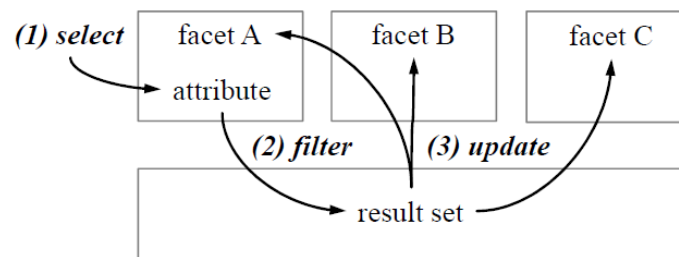 (1) select
facet A
facet B
facet C
attribute
(2) filter
(3) update
result set